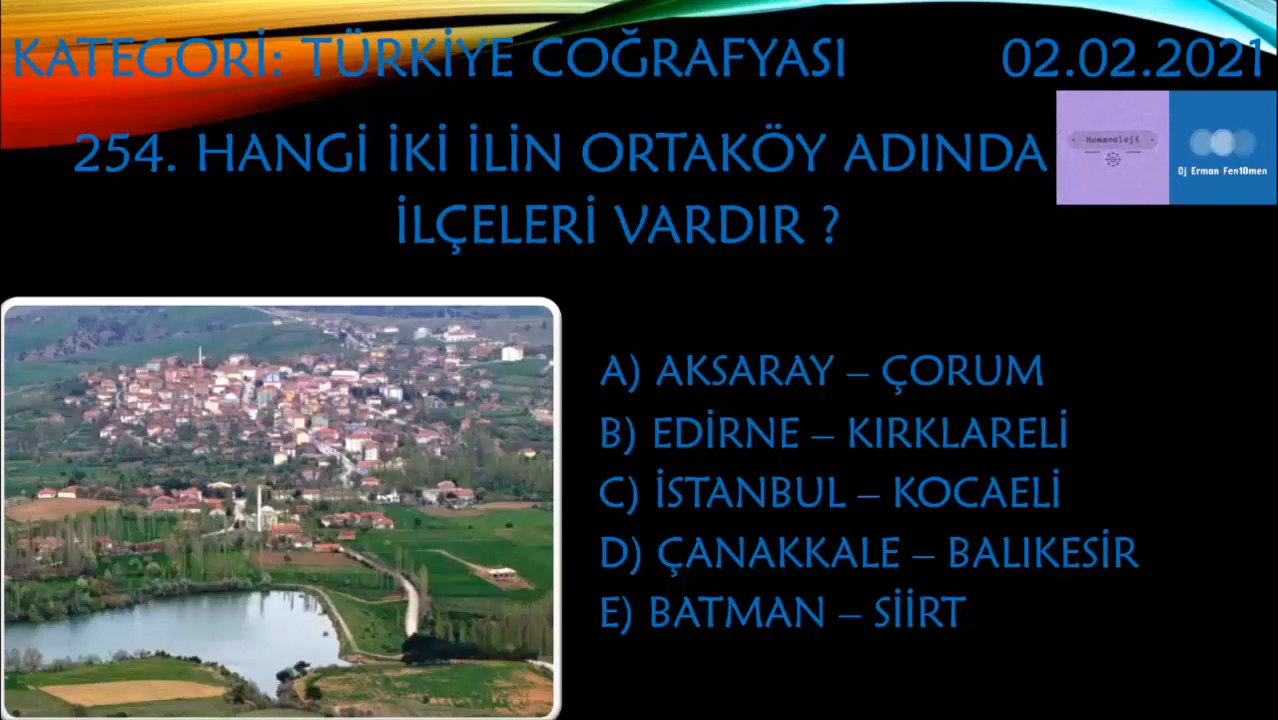 KATEGORİ: TÜRKİYE COĞRAFYASI 02.02.2021
254. HANGİ İKİ İLİN ORTAKÖY ADINDA
İLÇELERİ VARDIR ?
Humanoloji
Dj Erman Fen10men
A) AKSARAY – ÇORUM
B) EDİRNE – KIRKLARELİ
C) İSTANBUL – KOCAELİ
D) ÇANAKKALE – BALIKESİR
E) BATMAN – SİİRT